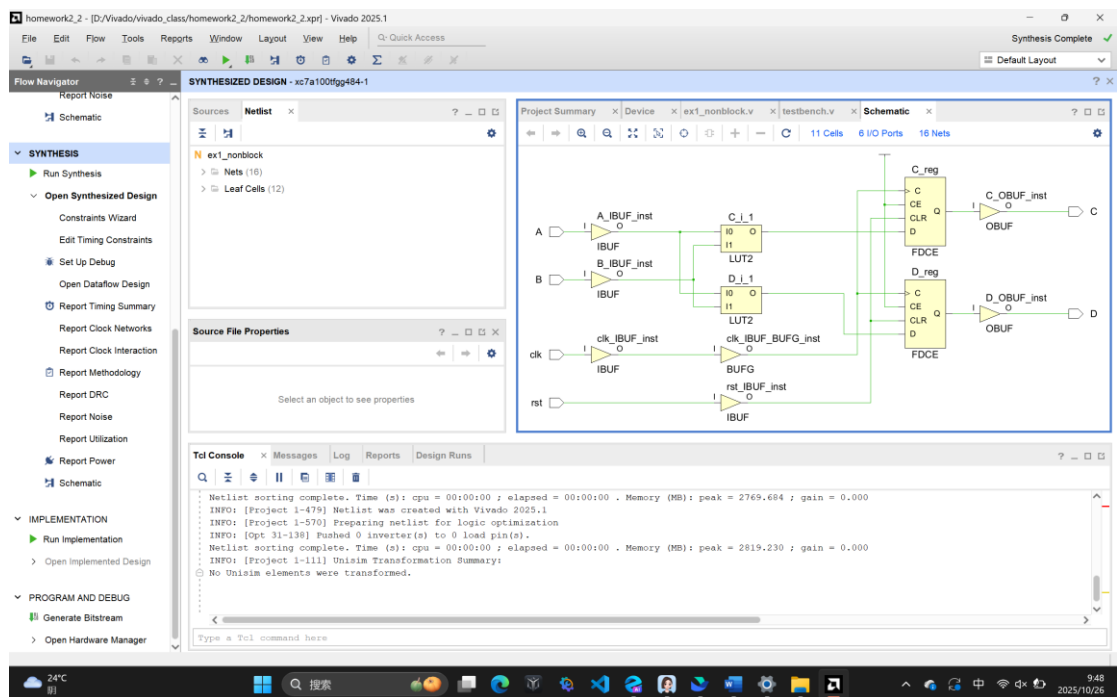 homework2_2 - [D:/Vivado/vivado_class/homework2_2/homework2_2.xpr] - Vivado 2025.1
File Edit Flow Tools Reports Window Layout View Help Q- Quick Access Synthesis Complete
Default Layout
Flow Navigator
SYNTHESIZED DESIGN - xc7a100tfgg484-1
Report Noise
Schematic
SYNTHESIS
Run Synthesis
Open Synthesized Design
Constraints Wizard
Edit Timing Constraints
Set Up Debug
Open Dataflow Design
Report Timing Summary
Report Clock Networks
Report Clock Interaction
Report Methodology
Report DRC
Report Noise
Report Utilization
Report Power
Schematic
IMPLEMENTATION
Run Implementation
Open Implemented Design
PROGRAM AND DEBUG
Generate Bitstream
Open Hardware Manager
Sources Netlist
N ex1_nonblock
Nets (16)
Leaf Cells (12)
Source File Properties
Select an object to see properties
Project Summary Device ex1_nonblock.v testbench.v Schematic
11 Cells 6 I/O Ports 16 Nets
A
A_IBUF_inst
I O
IBUF
B
B_IBUF_inst
I O
IBUF
clk
clk_IBUF_inst
I O
IBUF
rst
C_i_1
I0 O
I1
LUT2
D_i_1
I0 O
I1
LUT2
clk_IBUF_BUFG_inst
I O
BUFG
rst_IBUF_inst
I O
IBUF
C_reg
C
CE
CLR Q
D
FDCE
D_reg
C
CE
CLR Q
D
FDCE
C_OBUF_inst
I O
OBUF
C
D_OBUF_inst
I O
OBUF
D
Tcl Console Messages Log Reports Design Runs
Netlist sorting complete. Time (s): cpu = 00:00:00 ; elapsed = 00:00:00 . Memory (MB): peak = 2769.684 ; gain = 0.000
INFO: [Project 1-479] Netlist was created with Vivado 2025.1
INFO: [Project 1-570] Preparing netlist for logic optimization
INFO: [Opt 31-138] Pushed 0 inverter(s) to 0 load pin(s).
Netlist sorting complete. Time (s): cpu = 00:00:00 ; elapsed = 00:00:00 . Memory (MB): peak = 2819.230 ; gain = 0.000
INFO: [Project 1-111] Unisim Transformation Summary:
No Unisim elements were transformed.
Type a Tcl command here
24°C
阴
搜索
中
9:48
2025/10/26